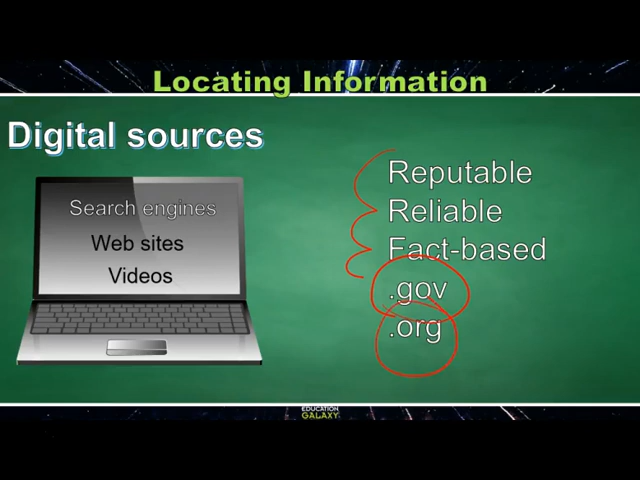 Locating Information
Digital sources
Search engines
Web sites
Videos
Reputable
Reliable
Fact-based
.gov
.org
EDUCATION
GALAXY